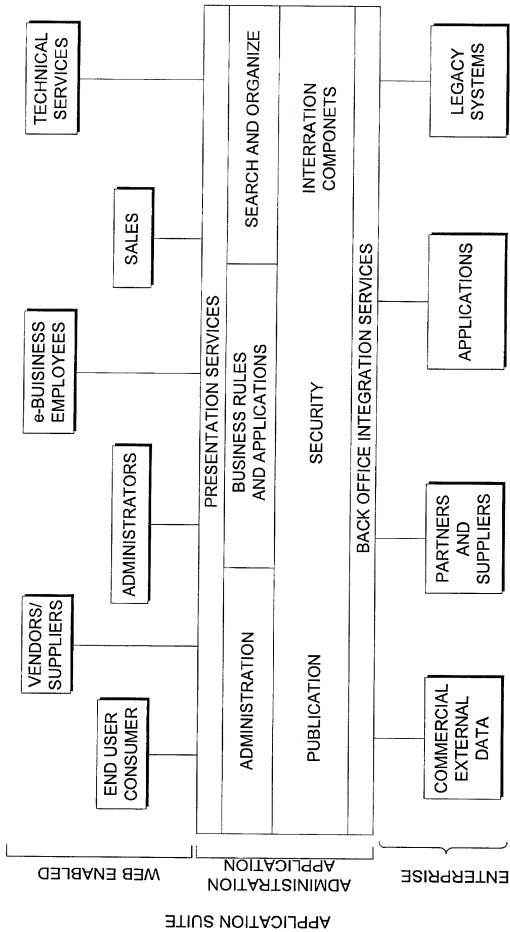 END USER
CONSUMER
VENDORS/
SUPPLIERS
ADMINISTRATORS
e-BUISINESS
EMPLOYEES
SALES
TECHNICAL
SERVICES
PRESENTATION SERVICES
ADMINISTRATION
BUSINESS RULES
AND APPLICATIONS
SEARCH AND ORGANIZE
PUBLICATION
SECURITY
INTERRATION
COMPONETS
BACK OFFICE INTEGRATION SERVICES
COMMERCIAL
EXTERNAL
DATA
PARTNERS
AND
SUPPLIERS
APPLICATIONS
LEGACY
SYSTEMS
WEB ENABLED
ADMINISTRATION
APPLICATION
ENTERPRISE
APPLICATION SUITE